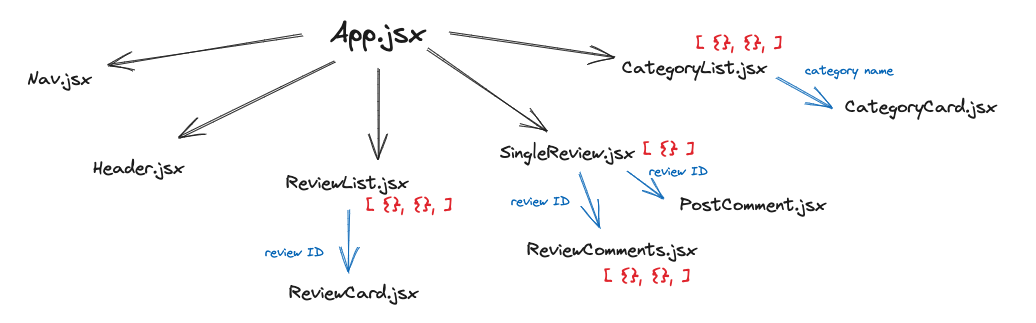 App.jsx
[ {}, {}, ]
Nav.jsx
CategoryList.jsx
category name
CategoryCard.jsx
Header.jsx
SingleReview.jsx [ {} ]
ReviewList.jsx
review ID
[ {}, {}, ]
review ID
PostComment.jsx
review ID
ReviewComments.jsx
[ {}, {}, ]
ReviewCard.jsx